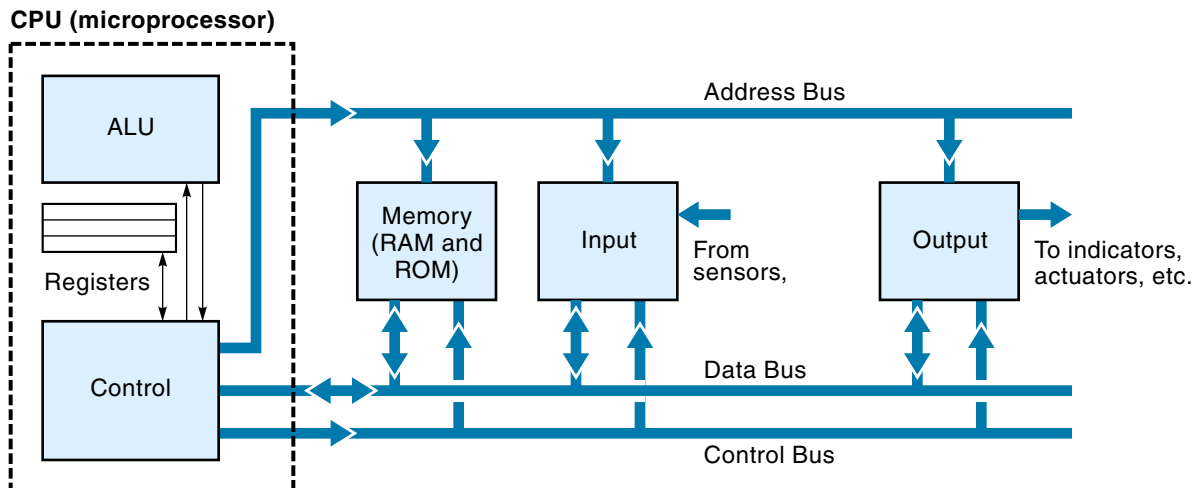 CPU (microprocessor)
ALU
Registers
Control
Address Bus
Memory
(RAM and
ROM)
Input
From
sensors,
Output
To indicators,
actuators, etc.
Data Bus
Control Bus